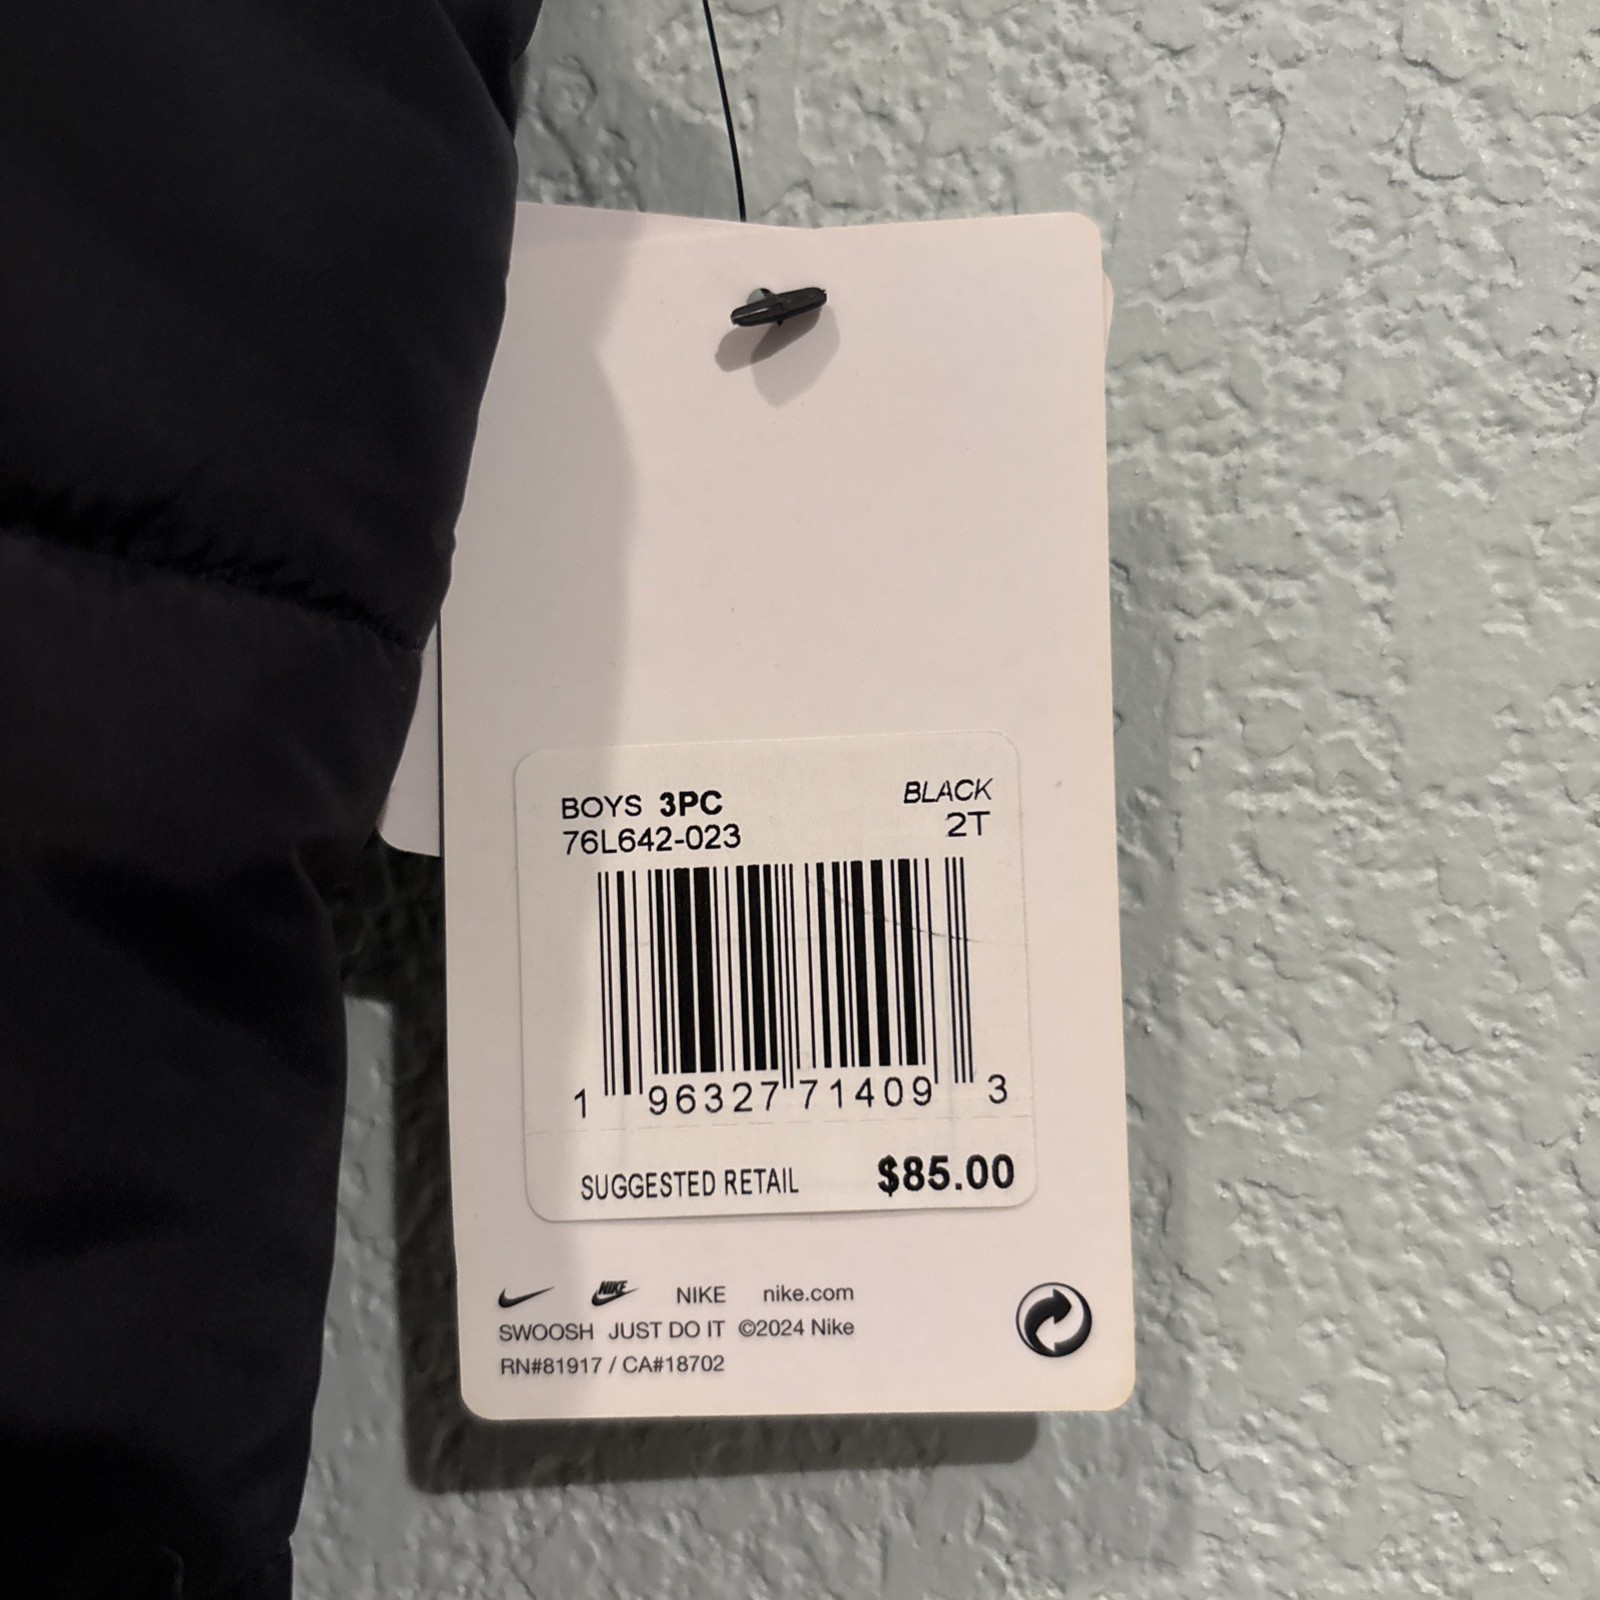 BOYS 3PC BLACK
76L642-023 2T
1 96327 71409 3
SUGGESTED RETAIL $85.00
NIKE NIKE nike.com
SWOOSH JUST DO IT ©2024 Nike
RN#81917 / CA#18702